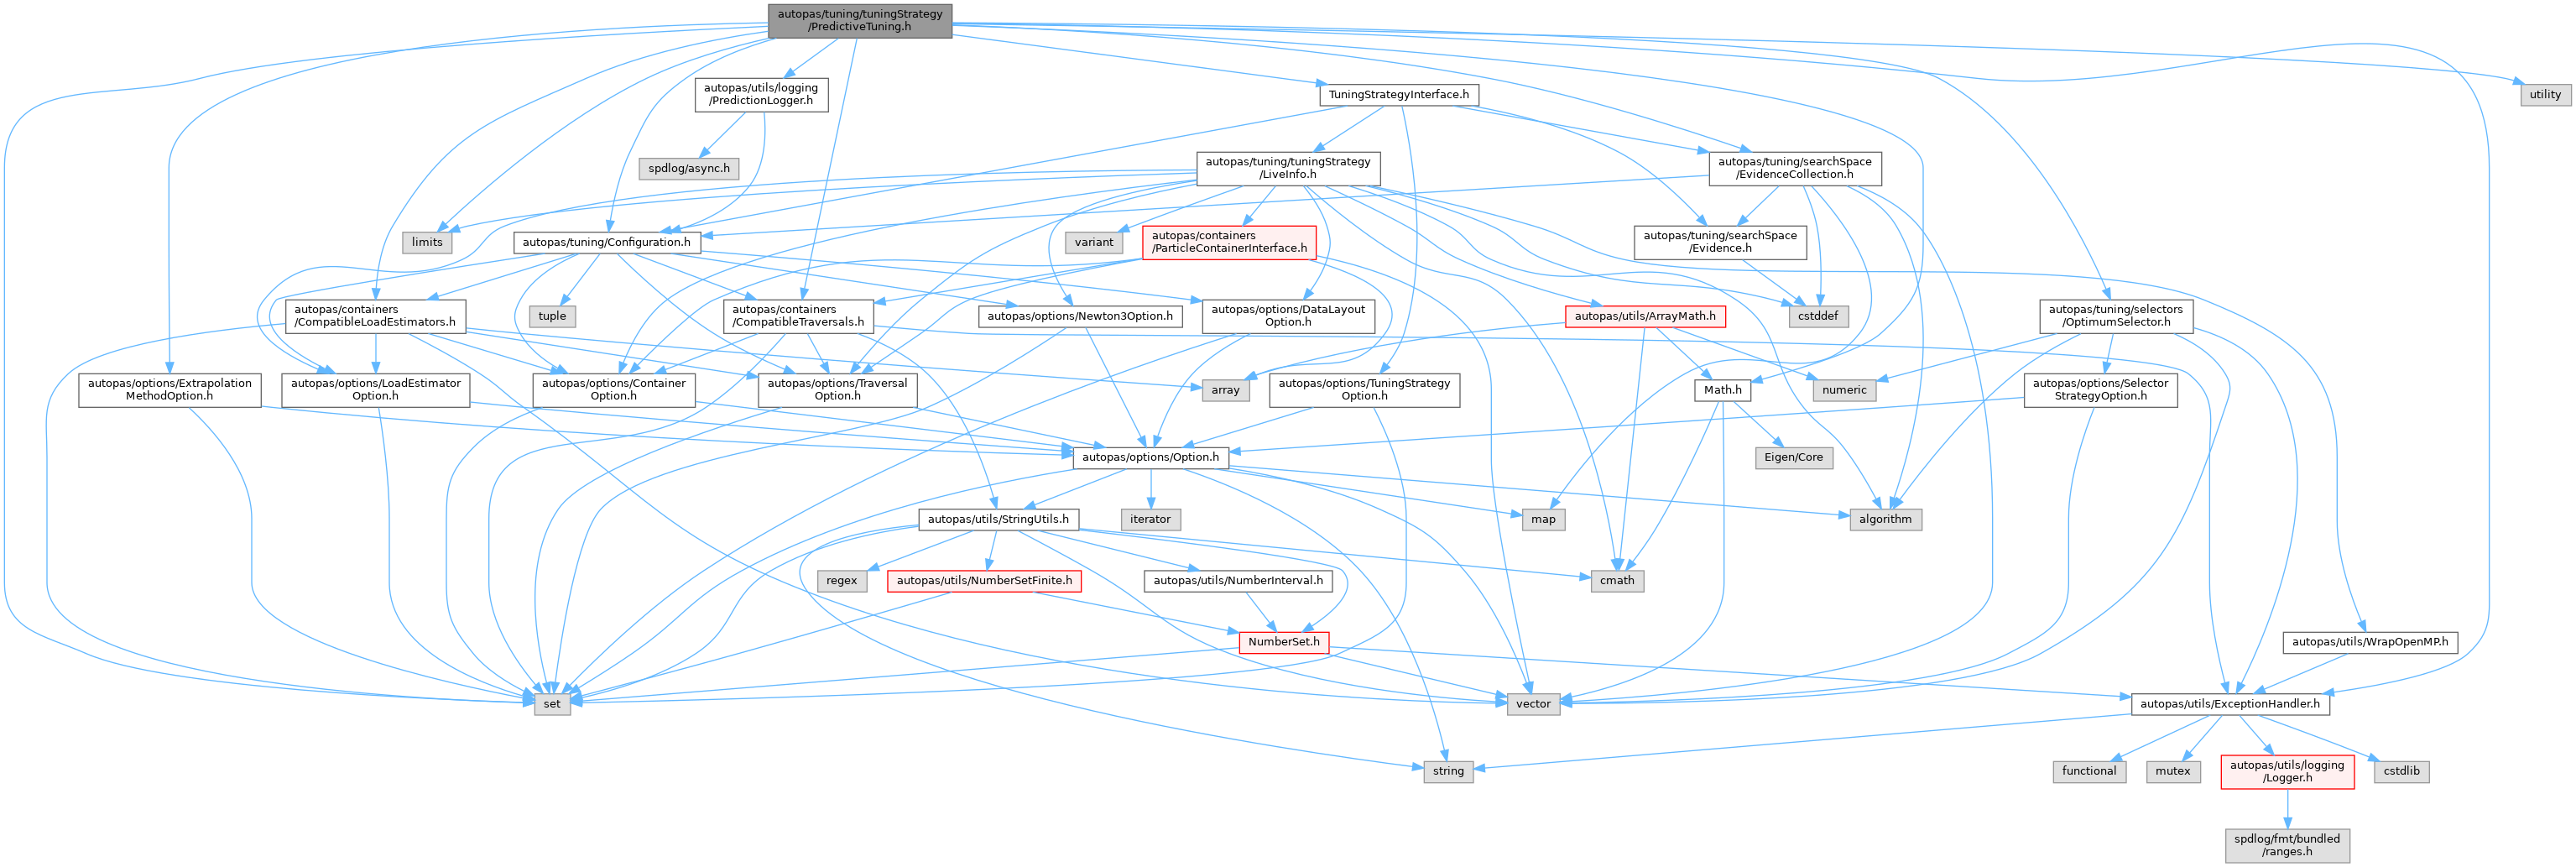 autopas/tuning/tuningStrategy
/PredictiveTuning.h
autopas/utils/logging
/PredictionLogger.h
TuningStrategyInterface.h
utility
spdlog/async.h
autopas/tuning/tuningStrategy
/LiveInfo.h
autopas/tuning/searchSpace
/EvidenceCollection.h
limits
autopas/tuning/Configuration.h
variant
autopas/containers
/ParticleContainerInterface.h
autopas/tuning/searchSpace
/Evidence.h
autopas/containers
/CompatibleLoadEstimators.h
tuple
autopas/containers
/CompatibleTraversals.h
autopas/options/Newton3Option.h
autopas/options/DataLayout
Option.h
autopas/utils/ArrayMath.h
cstddef
autopas/tuning/selectors
/OptimumSelector.h
autopas/options/Extrapolation
MethodOption.h
autopas/options/LoadEstimator
Option.h
autopas/options/Container
Option.h
autopas/options/Traversal
Option.h
array
autopas/options/TuningStrategy
Option.h
Math.h
numeric
autopas/options/Selector
StrategyOption.h
autopas/options/Option.h
Eigen/Core
autopas/utils/StringUtils.h
iterator
map
algorithm
regex
autopas/utils/NumberSetFinite.h
autopas/utils/NumberInterval.h
cmath
NumberSet.h
autopas/utils/WrapOpenMP.h
set
vector
autopas/utils/ExceptionHandler.h
string
functional
mutex
autopas/utils/logging
/Logger.h
cstdlib
spdlog/fmt/bundled
/ranges.h